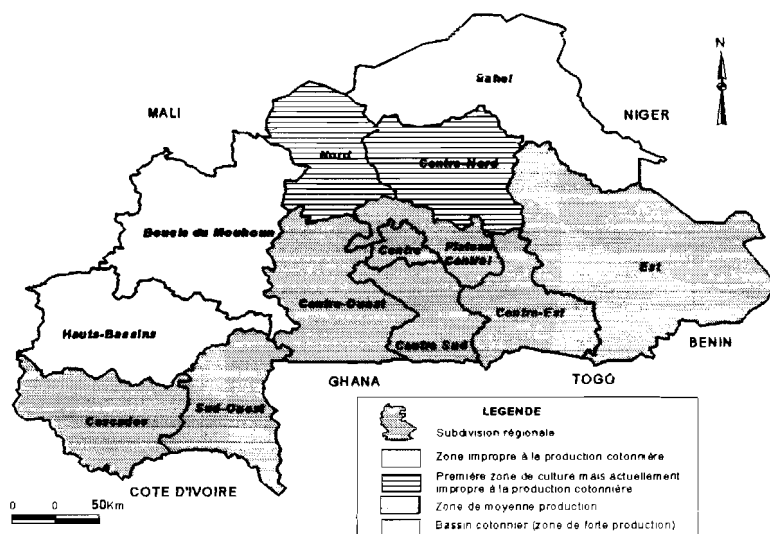 N
Sahel
MALI
NIGER
Nord
Centre-Nord
Boucle du Mouhoun
Centre
Plateau
Central
Est
Centre-Ouest
Centre-Est
Hauts-Bassins
Centre Sud
BENIN
GHANA
TOGO
Cascades
Sud-Ouest
COTE D'IVOIRE
0 0 50Km
LEGENDE
Subdivision régionale
Zone impropre à la production cotonnière
Première zone de culture mais actuellement
impropre à la production cotonnière
Zone de moyenne production
Bassin cotonnier (zone de forte production)